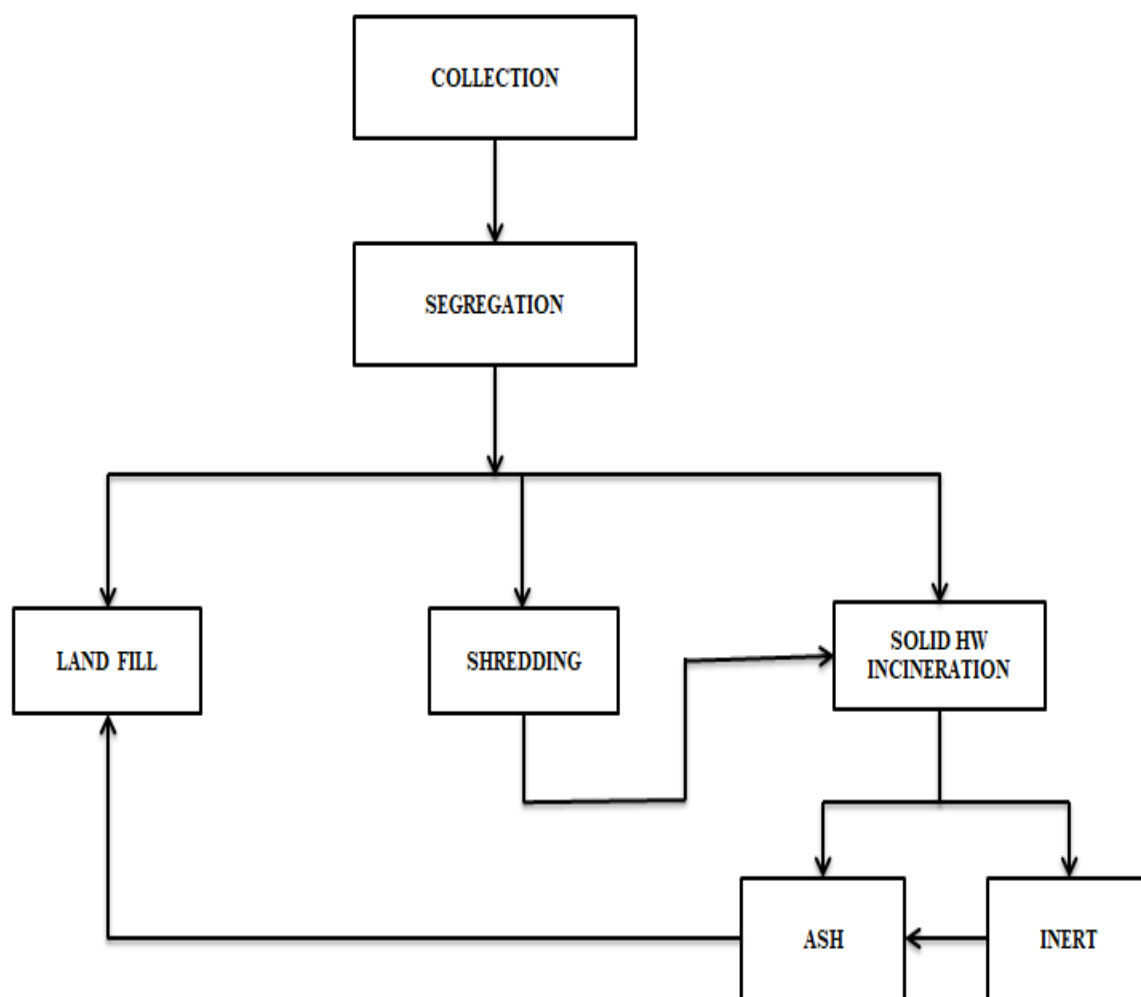 COLLECTION
SEGREGATION
LAND FILL
SHREDDING
SOLID HW
INCINERATION
ASH
INERT